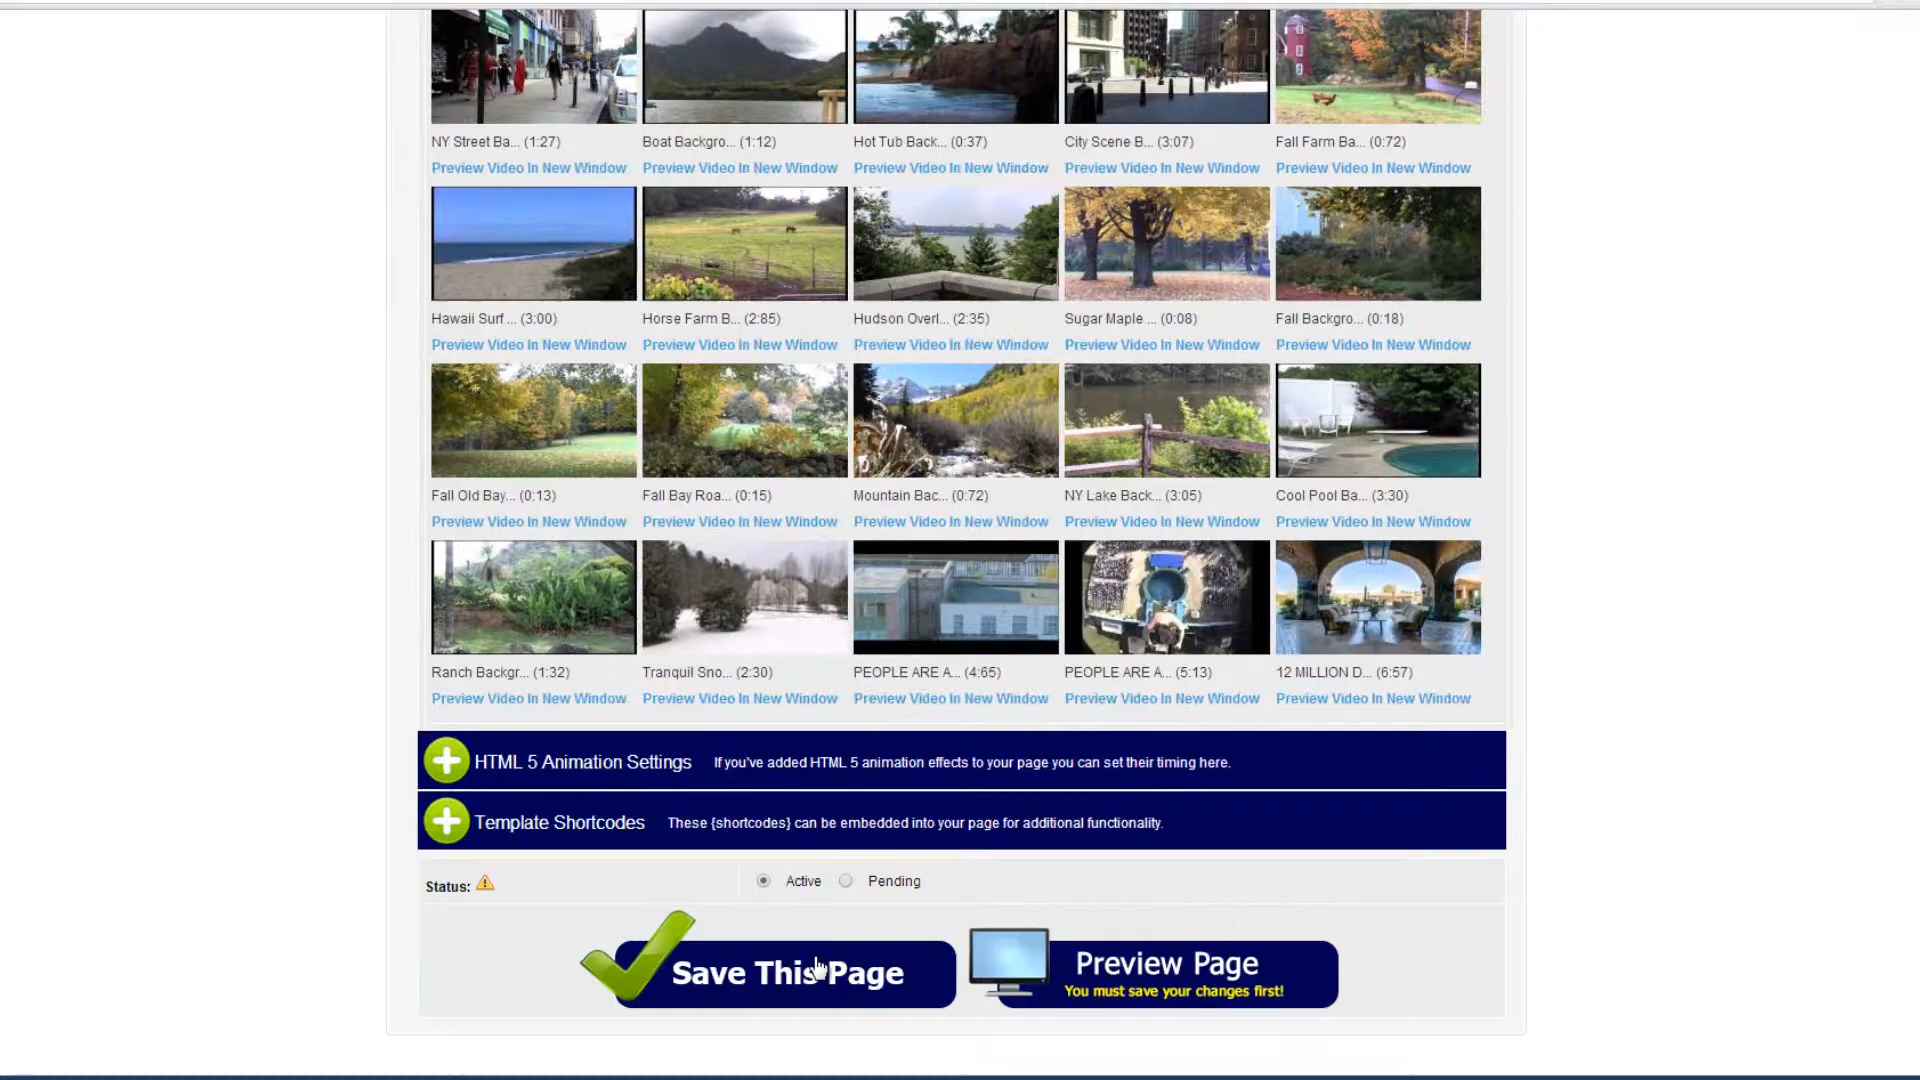 NY Street Ba... (1:27) Boat Backgro... (1:12) Hot Tub Back... (0:37) City Scene B... (3:07) Fall Farm Ba... (0:72)
Preview Video In New Window Preview Video In New Window Preview Video In New Window Preview Video In New Window Preview Video In New Window
Hawaii Surf ... (3:00) Horse Farm B... (2:85) Hudson Overl... (2:35) Sugar Maple ... (0:08) Fall Backgro... (0:18)
Preview Video In New Window Preview Video In New Window Preview Video In New Window Preview Video In New Window Preview Video In New Window
Fall Old Bay... (0:13) Fall Bay Roa... (0:15) Mountain Bac... (0:72) NY Lake Back... (3:05) Cool Pool Ba... (3:30)
Preview Video In New Window Preview Video In New Window Preview Video In New Window Preview Video In New Window Preview Video In New Window
Ranch Backgr... (1:32) Tranquil Sno... (2:30) PEOPLE ARE A... (4:65) PEOPLE ARE A... (5:13) 12 MILLION D... (6:57)
Preview Video In New Window Preview Video In New Window Preview Video In New Window Preview Video In New Window Preview Video In New Window
HTML 5 Animation Settings If you've added HTML 5 animation effects to your page you can set their timing here.
Template Shortcodes These {shortcodes} can be embedded into your page for additional functionality.
Status: Active Pending
Save This Page Preview Page
You must save your changes first!